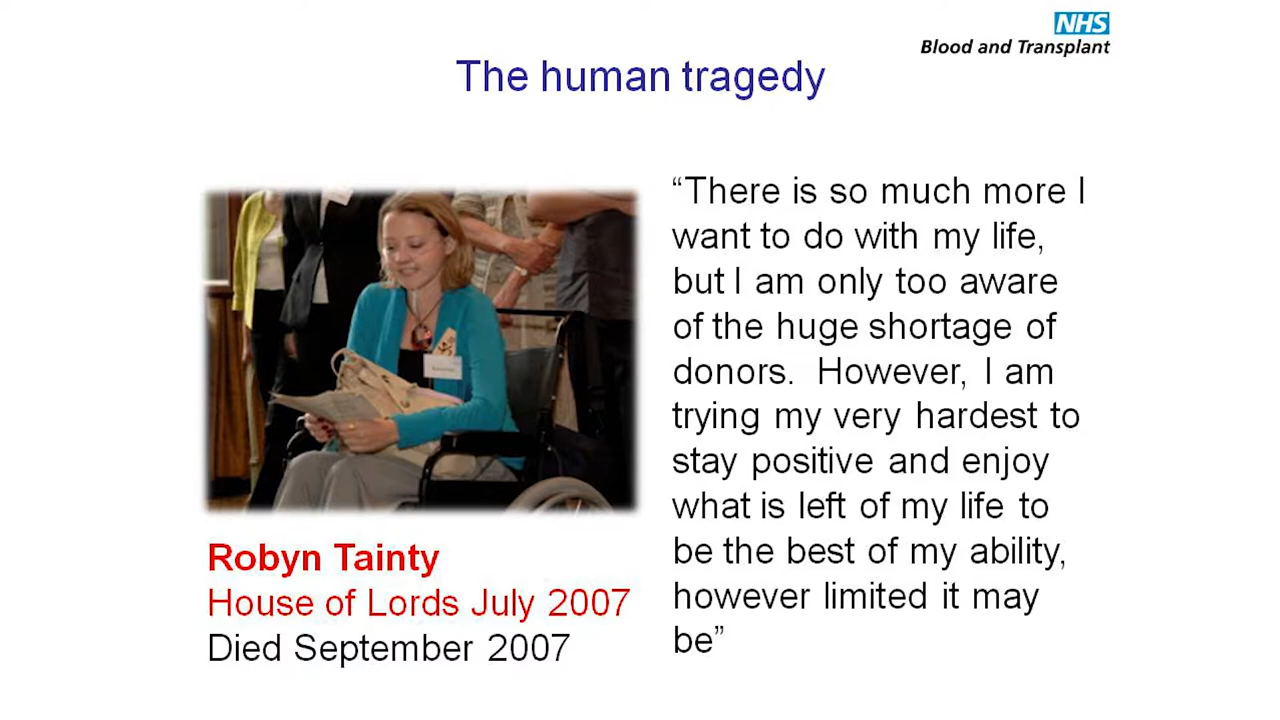 NHS
Blood and Transplant
The human tragedy
“There is so much more I
want to do with my life,
but I am only too aware
of the huge shortage of
donors.  However, I am
trying my very hardest to
stay positive and enjoy
what is left of my life to
be the best of my ability,
however limited it may
be”
Robyn Tainty
House of Lords July 2007
Died September 2007